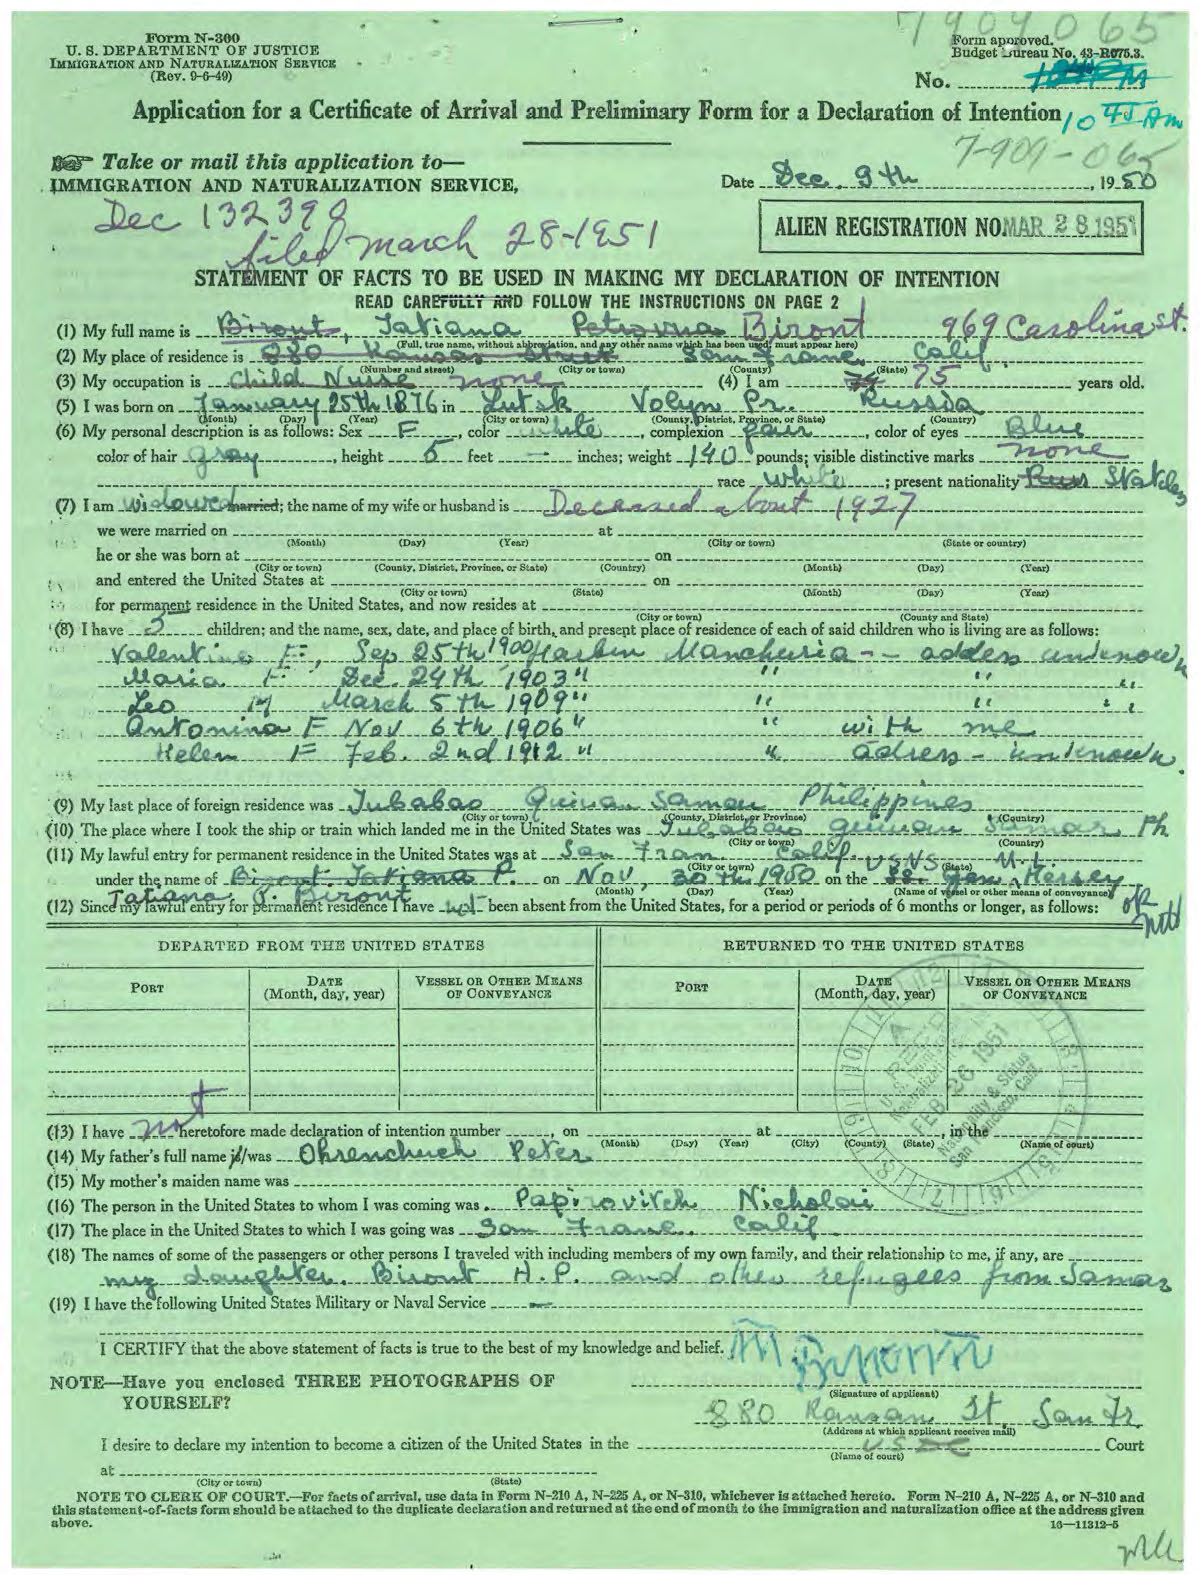 7909065
Form N-300
U. S. DEPARTMENT OF JUSTICE
IMMIGRATION AND NATURALIZATION SERVICE
(Rev. 9-6-49)
Form approved.
Budget Bureau No. 43-R075.3.
No.
Application for a Certificate of Arrival and Preliminary Form for a Declaration of Intention
10 45 Am
7-909-065
Take or mail this application to—
IMMIGRATION AND NATURALIZATION SERVICE,
Date Dec. 9th, 1950
Dec 132390
filed March 28-1951
ALIEN REGISTRATION NO. MAR 28 1951
STATEMENT OF FACTS TO BE USED IN MAKING MY DECLARATION OF INTENTION
READ CAREFULLY AND FOLLOW THE INSTRUCTIONS ON PAGE 2
(1) My full name is Biront, Tatiana Petrovna Biront 969 Carolina St.
(Full, true name, without abbreviation, and any other name which has been used, must appear here)
(2) My place of residence is 880 Kansas Street San Franc. Calif
(Number and street) (City or town) (County) (State)
(3) My occupation is Child Nurse none (4) I am 74 75 years old.
(5) I was born on January 25th 1876 in Lutsk Volyn Pr. Russia
(Month) (Day) (Year) (City or town) (County, District, Province, or State) (Country)
(6) My personal description is as follows: Sex F, color white, complexion fair, color of eyes Blue
color of hair gray, height 5 feet — inches; weight 140 pounds; visible distinctive marks none
race white; present nationality Russ Stateless
(7) I am widowed married; the name of my wife or husband is Deceased about 1927
we were married on at
(Month) (Day) (Year) (City or town) (State or country)
he or she was born at on
(City or town) (County, District, Province, or State) (Country) (Month) (Day) (Year)
and entered the United States at on
(City or town) (State) (Month) (Day) (Year)
for permanent residence in the United States, and now resides at
(City or town) (County and State)
(8) I have 5 children; and the name, sex, date, and place of birth, and present place of residence of each of said children who is living are as follows:
Valentina F., Sep 25th 1900 Harbin Manchuria -- address unknown
Maria F. Dec. 24th 1903 " " " "
Leo M March 5th 1909 " " " "
Antonina F Nov 6th 1906 " " with me
Helen F Feb. 2nd 1912 " " adress - unknown.
(9) My last place of foreign residence was Tubabao Quiuan Samar Philippines
(City or town) (County, District, or Province) (Country)
(10) The place where I took the ship or train which landed me in the United States was Tubabao Guiuan Samar Ph
(City or town) (Country)
(11) My lawful entry for permanent residence in the United States was at San Fran. Calif. USNS M.L.
(City or town) (State)
under the name of Biront. Tatiana P. on Nov, 30th 1950 on the Gen. Hersey
(Month) (Day) (Year) (Name of vessel or other means of conveyance)
Tatiana P. Biront
(12) Since my lawful entry for permanent residence I have not been absent from the United States, for a period or periods of 6 months or longer, as follows: OK
DEPARTED FROM THE UNITED STATES RETURNED TO THE UNITED STATES
PORT DATE (Month, day, year) VESSEL OR OTHER MEANS OF CONVEYANCE PORT DATE (Month, day, year) VESSEL OR OTHER MEANS OF CONVEYANCE
FEB 26 1951
Nationality & Status
San Francisco, Calif.
(13) I have not heretofore made declaration of intention number , on at , in the
(Month) (Day) (Year) (City) (County) (State) (Name of court)
(14) My father's full name is/was Ohrenchuck Peter
(15) My mother's maiden name was
(16) The person in the United States to whom I was coming was Papirovitch Nicholai
(17) The place in the United States to which I was going was San Franc. Calif
(18) The names of some of the passengers or other persons I traveled with including members of my own family, and their relationship to me, if any, are
my daughter. Biront H.P. and other refugees from Samar
(19) I have the following United States Military or Naval Service —
I CERTIFY that the above statement of facts is true to the best of my knowledge and belief.
NOTE—Have you enclosed THREE PHOTOGRAPHS OF
YOURSELF?
(Signature of applicant)
880 Kansas St. San Fr
(Address at which applicant receives mail)
I desire to declare my intention to become a citizen of the United States in the US DC Court
(Name of court)
at
(City or town) (State)
NOTE TO CLERK OF COURT.—For facts of arrival, use data in Form N-210 A, N-225 A, or N-310, whichever is attached hereto. Form N-210 A, N-225 A, or N-310 and
this statement-of-facts form should be attached to the duplicate declaration and returned at the end of month to the immigration and naturalization office at the address given
above.
16—11312-5